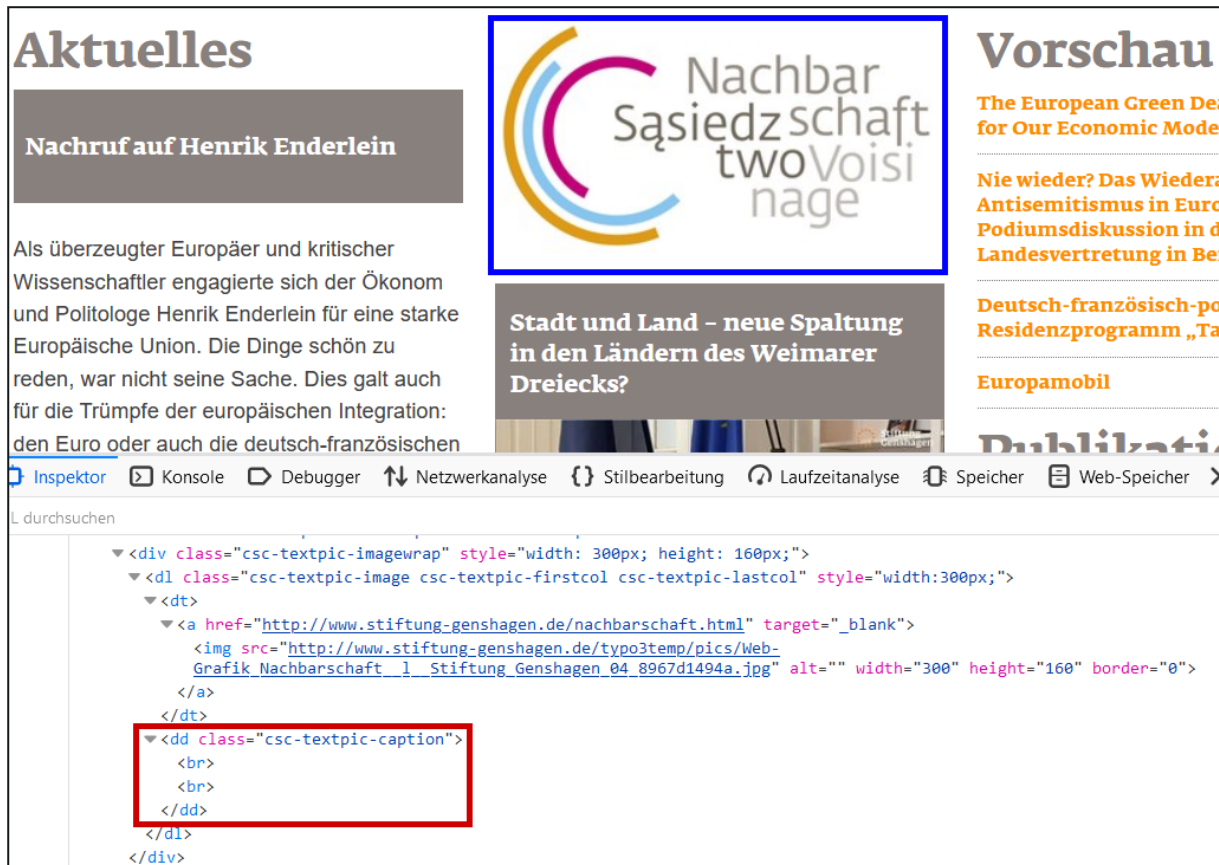 Aktuelles
Nachruf auf Henrik Enderlein
Als überzeugter Europäer und kritischer
Wissenschaftler engagierte sich der Ökonom
und Politologe Henrik Enderlein für eine starke
Europäische Union. Die Dinge schön zu
reden, war nicht seine Sache. Dies galt auch
für die Trümpfe der europäischen Integration:
den Euro oder auch die deutsch-französischen
Nachbar
Sąsiedz schaft
two Voisi
nage
Stadt und Land – neue Spaltung
in den Ländern des Weimarer
Dreiecks?
Stiftung
Genshagen
Vorschau
The European Green Dea
for Our Economic Mode
Nie wieder? Das Wiedera
Antisemitismus in Euro
Podiumsdiskussion in d
Landesvertretung in Be
Deutsch-französisch-po
Residenzprogramm „Ta
Europamobil
Publikati
Inspektor Konsole Debugger Netzwerkanalyse Stilbearbeitung Laufzeitanalyse Speicher Web-Speicher
L durchsuchen
<div class="csc-textpic-imagewrap" style="width: 300px; height: 160px;">
<dl class="csc-textpic-image csc-textpic-firstcol csc-textpic-lastcol" style="width:300px;">
<dt>
<a href="http://www.stiftung-genshagen.de/nachbarschaft.html" target="_blank">
<img src="http://www.stiftung-genshagen.de/typo3temp/pics/Web-
Grafik_Nachbarschaft__l__Stiftung_Genshagen_04_8967d1494a.jpg" alt="" width="300" height="160" border="0">
</a>
</dt>
<dd class="csc-textpic-caption">
<br>
<br>
</dd>
</dl>
</div>